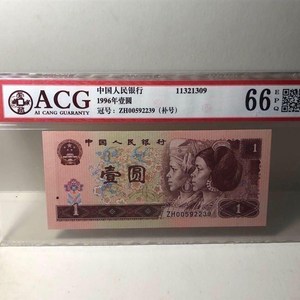 ACG
AI CANG GUARANTY
中国人民银行 11321309
1996年壹圆
冠号：ZH00592239（补号）
66 EPQ
中国人民银行
1
壹圆
ZH00592239
1
1